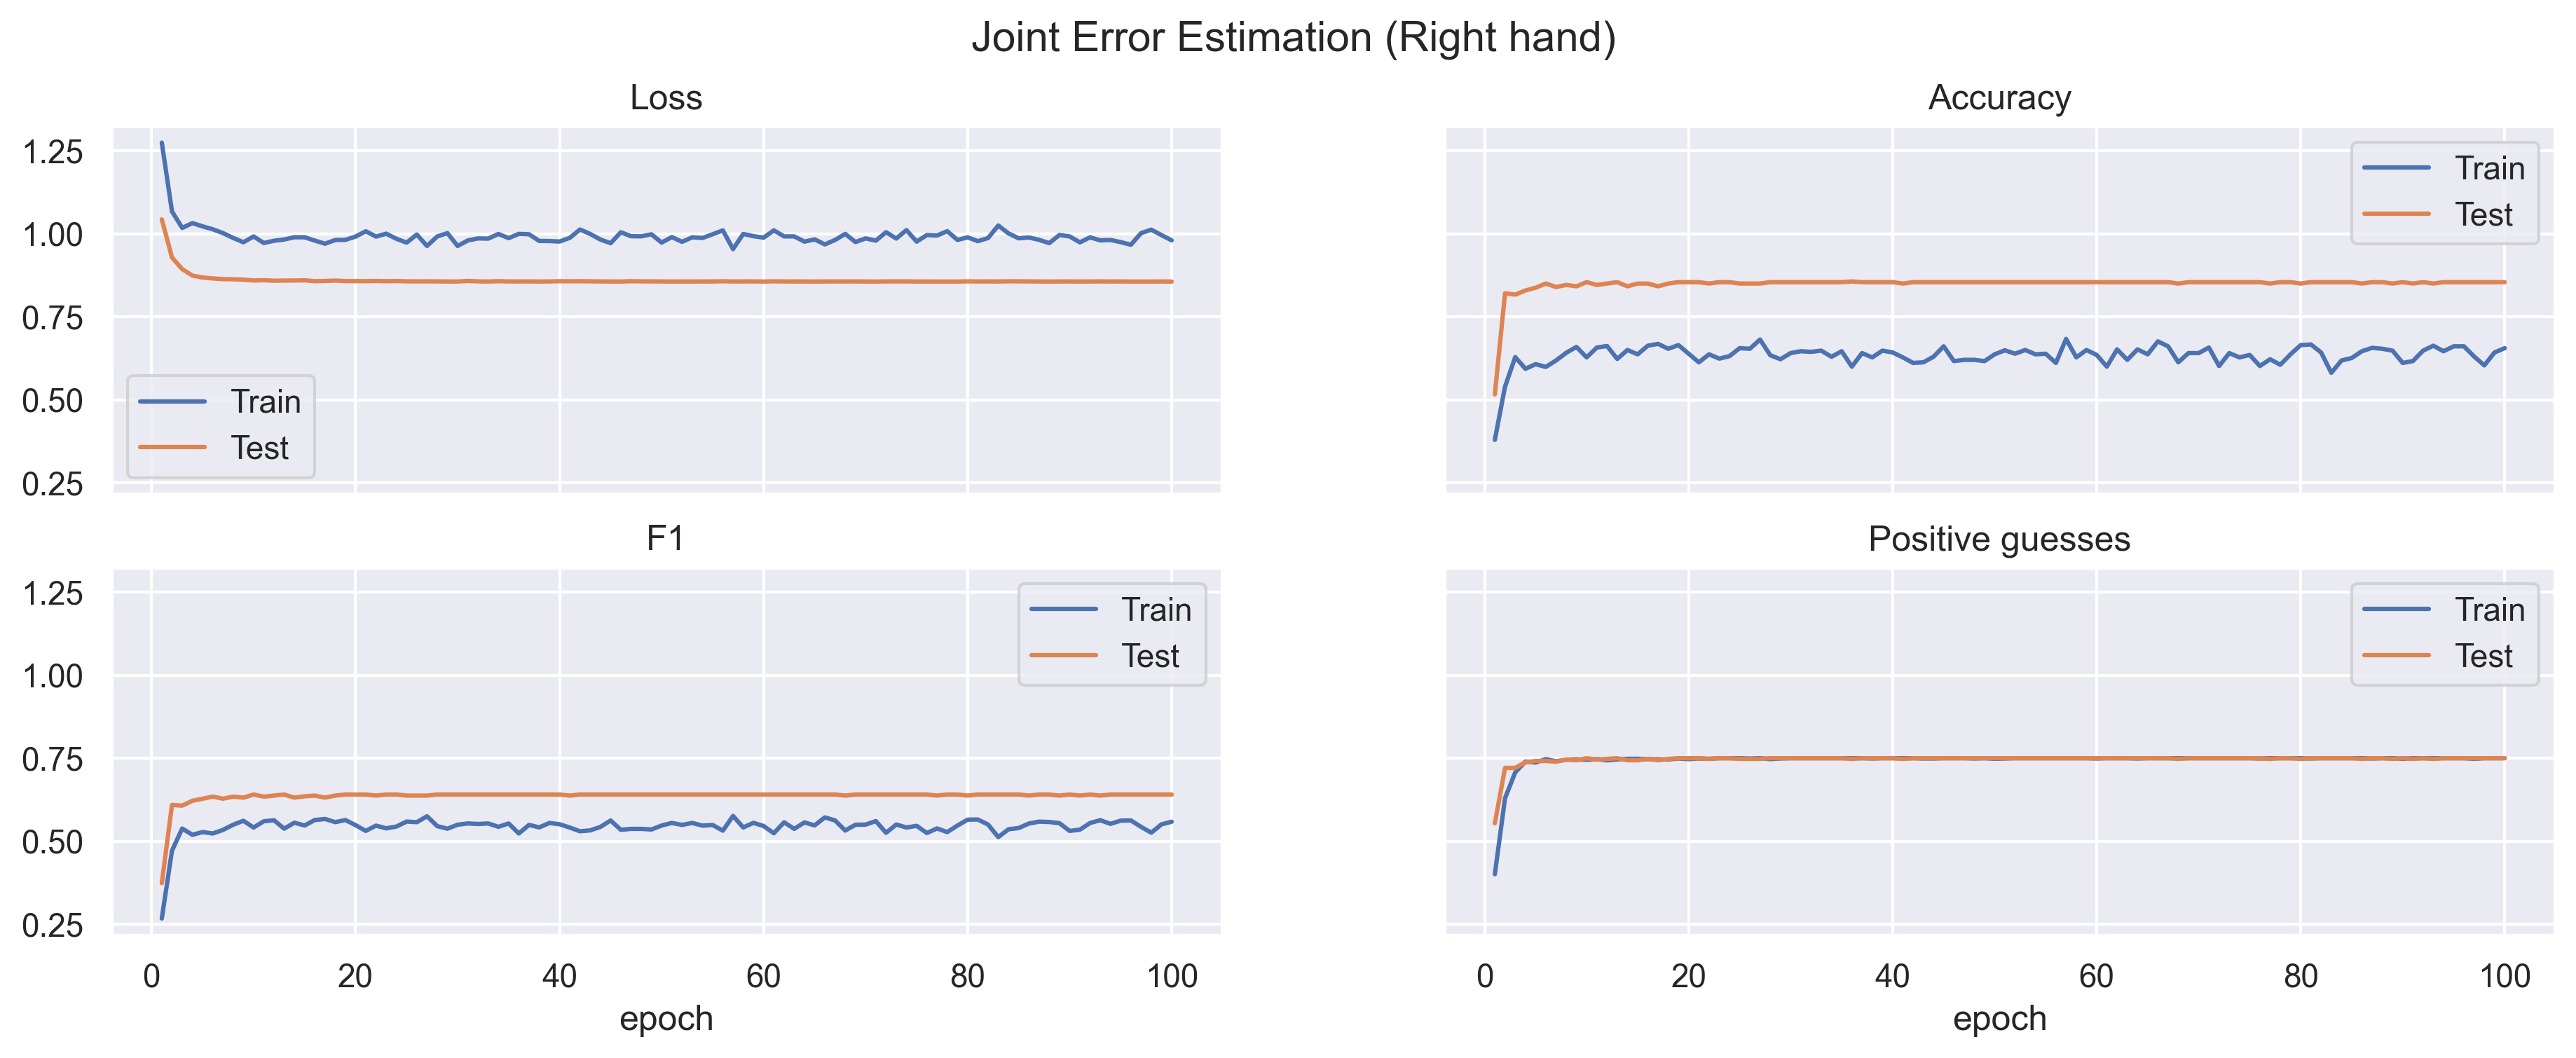 Joint Error Estimation (Right hand)
Loss
1.25
1.00
0.75
0.50
0.25
Train
Test
Accuracy
Train
Test
F1
1.25
1.00
0.75
0.50
0.25
Train
Test
0 20 40 60 80 100
epoch
Positive guesses
Train
Test
0 20 40 60 80 100
epoch